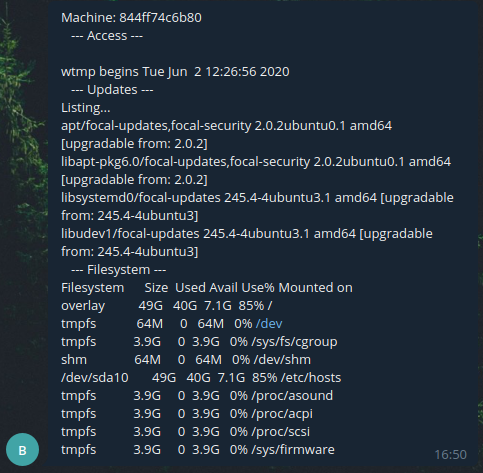 Machine: 844ff74c6b80
--- Access ---
wtmp begins Tue Jun  2 12:26:56 2020
--- Updates ---
Listing...
apt/focal-updates,focal-security 2.0.2ubuntu0.1 amd64
[upgradable from: 2.0.2]
libapt-pkg6.0/focal-updates,focal-security 2.0.2ubuntu0.1 amd64
[upgradable from: 2.0.2]
libsystemd0/focal-updates 245.4-4ubuntu3.1 amd64 [upgradable
from: 245.4-4ubuntu3]
libudev1/focal-updates 245.4-4ubuntu3.1 amd64 [upgradable
from: 245.4-4ubuntu3]
--- Filesystem ---
Filesystem Size Used Avail Use% Mounted on
overlay 49G 40G 7.1G 85% /
tmpfs 64M 0 64M 0% /dev
tmpfs 3.9G 0 3.9G 0% /sys/fs/cgroup
shm 64M 0 64M 0% /dev/shm
/dev/sda10 49G 40G 7.1G 85% /etc/hosts
tmpfs 3.9G 0 3.9G 0% /proc/asound
tmpfs 3.9G 0 3.9G 0% /proc/acpi
tmpfs 3.9G 0 3.9G 0% /proc/scsi
tmpfs 3.9G 0 3.9G 0% /sys/firmware
B
16:50